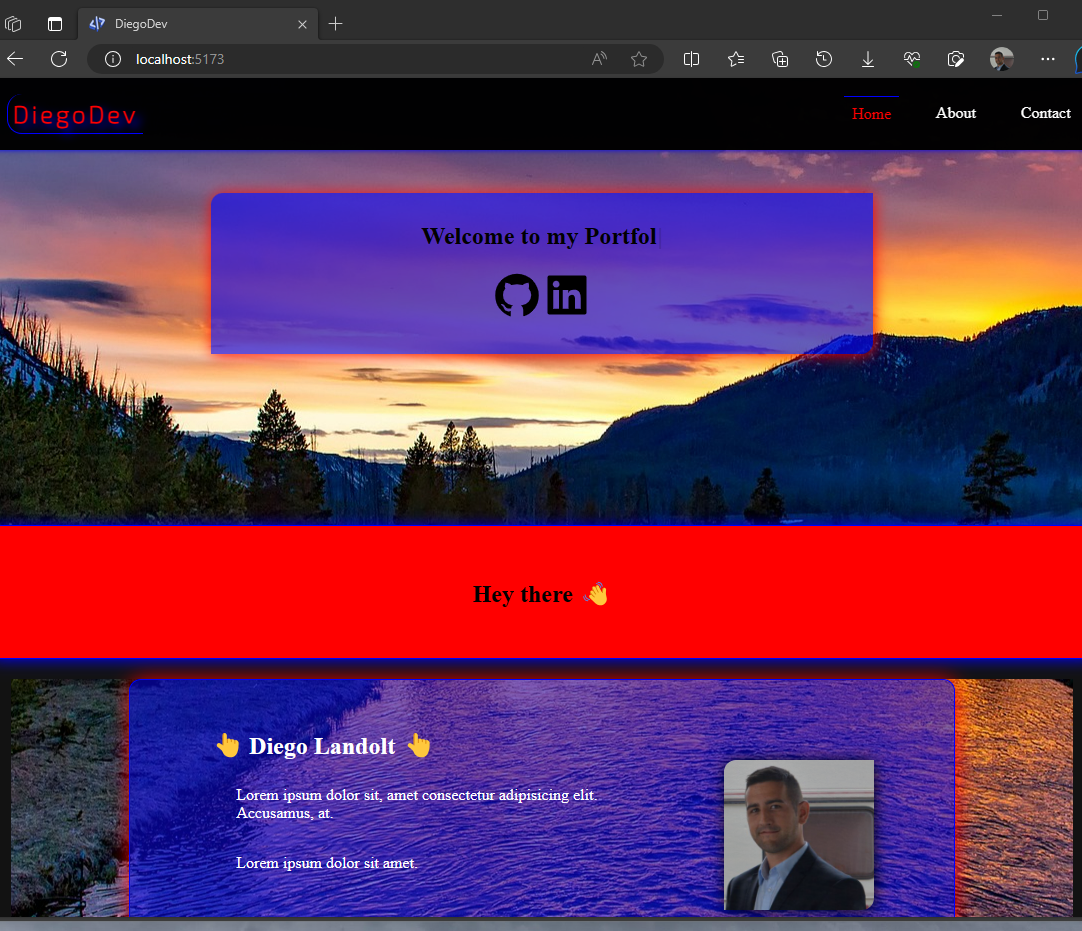 DiegoDev
localhost:5173
DiegoDev
Home
About
Contact
Welcome to my Portfol
in
Hey there 👋
👆 Diego Landolt 👆
Lorem ipsum dolor sit, amet consectetur adipisicing elit.
Accusamus, at.
Lorem ipsum dolor sit amet.